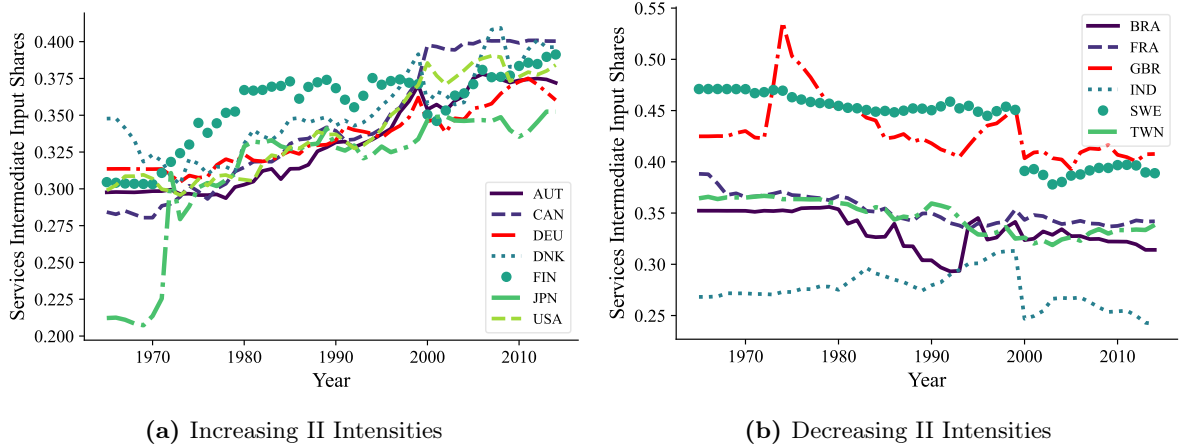 Services Intermediate Input Shares
0.400
0.375
0.350
0.325
0.300
0.275
0.250
0.225
0.200
1970
1980
1990
2000
2010
Year
AUT
CAN
DEU
DNK
FIN
JPN
USA
(a) Increasing II Intensities
Services Intermediate Input Shares
0.55
0.50
0.45
0.40
0.35
0.30
0.25
1970
1980
1990
2000
2010
Year
BRA
FRA
GBR
IND
SWE
TWN
(b) Decreasing II Intensities